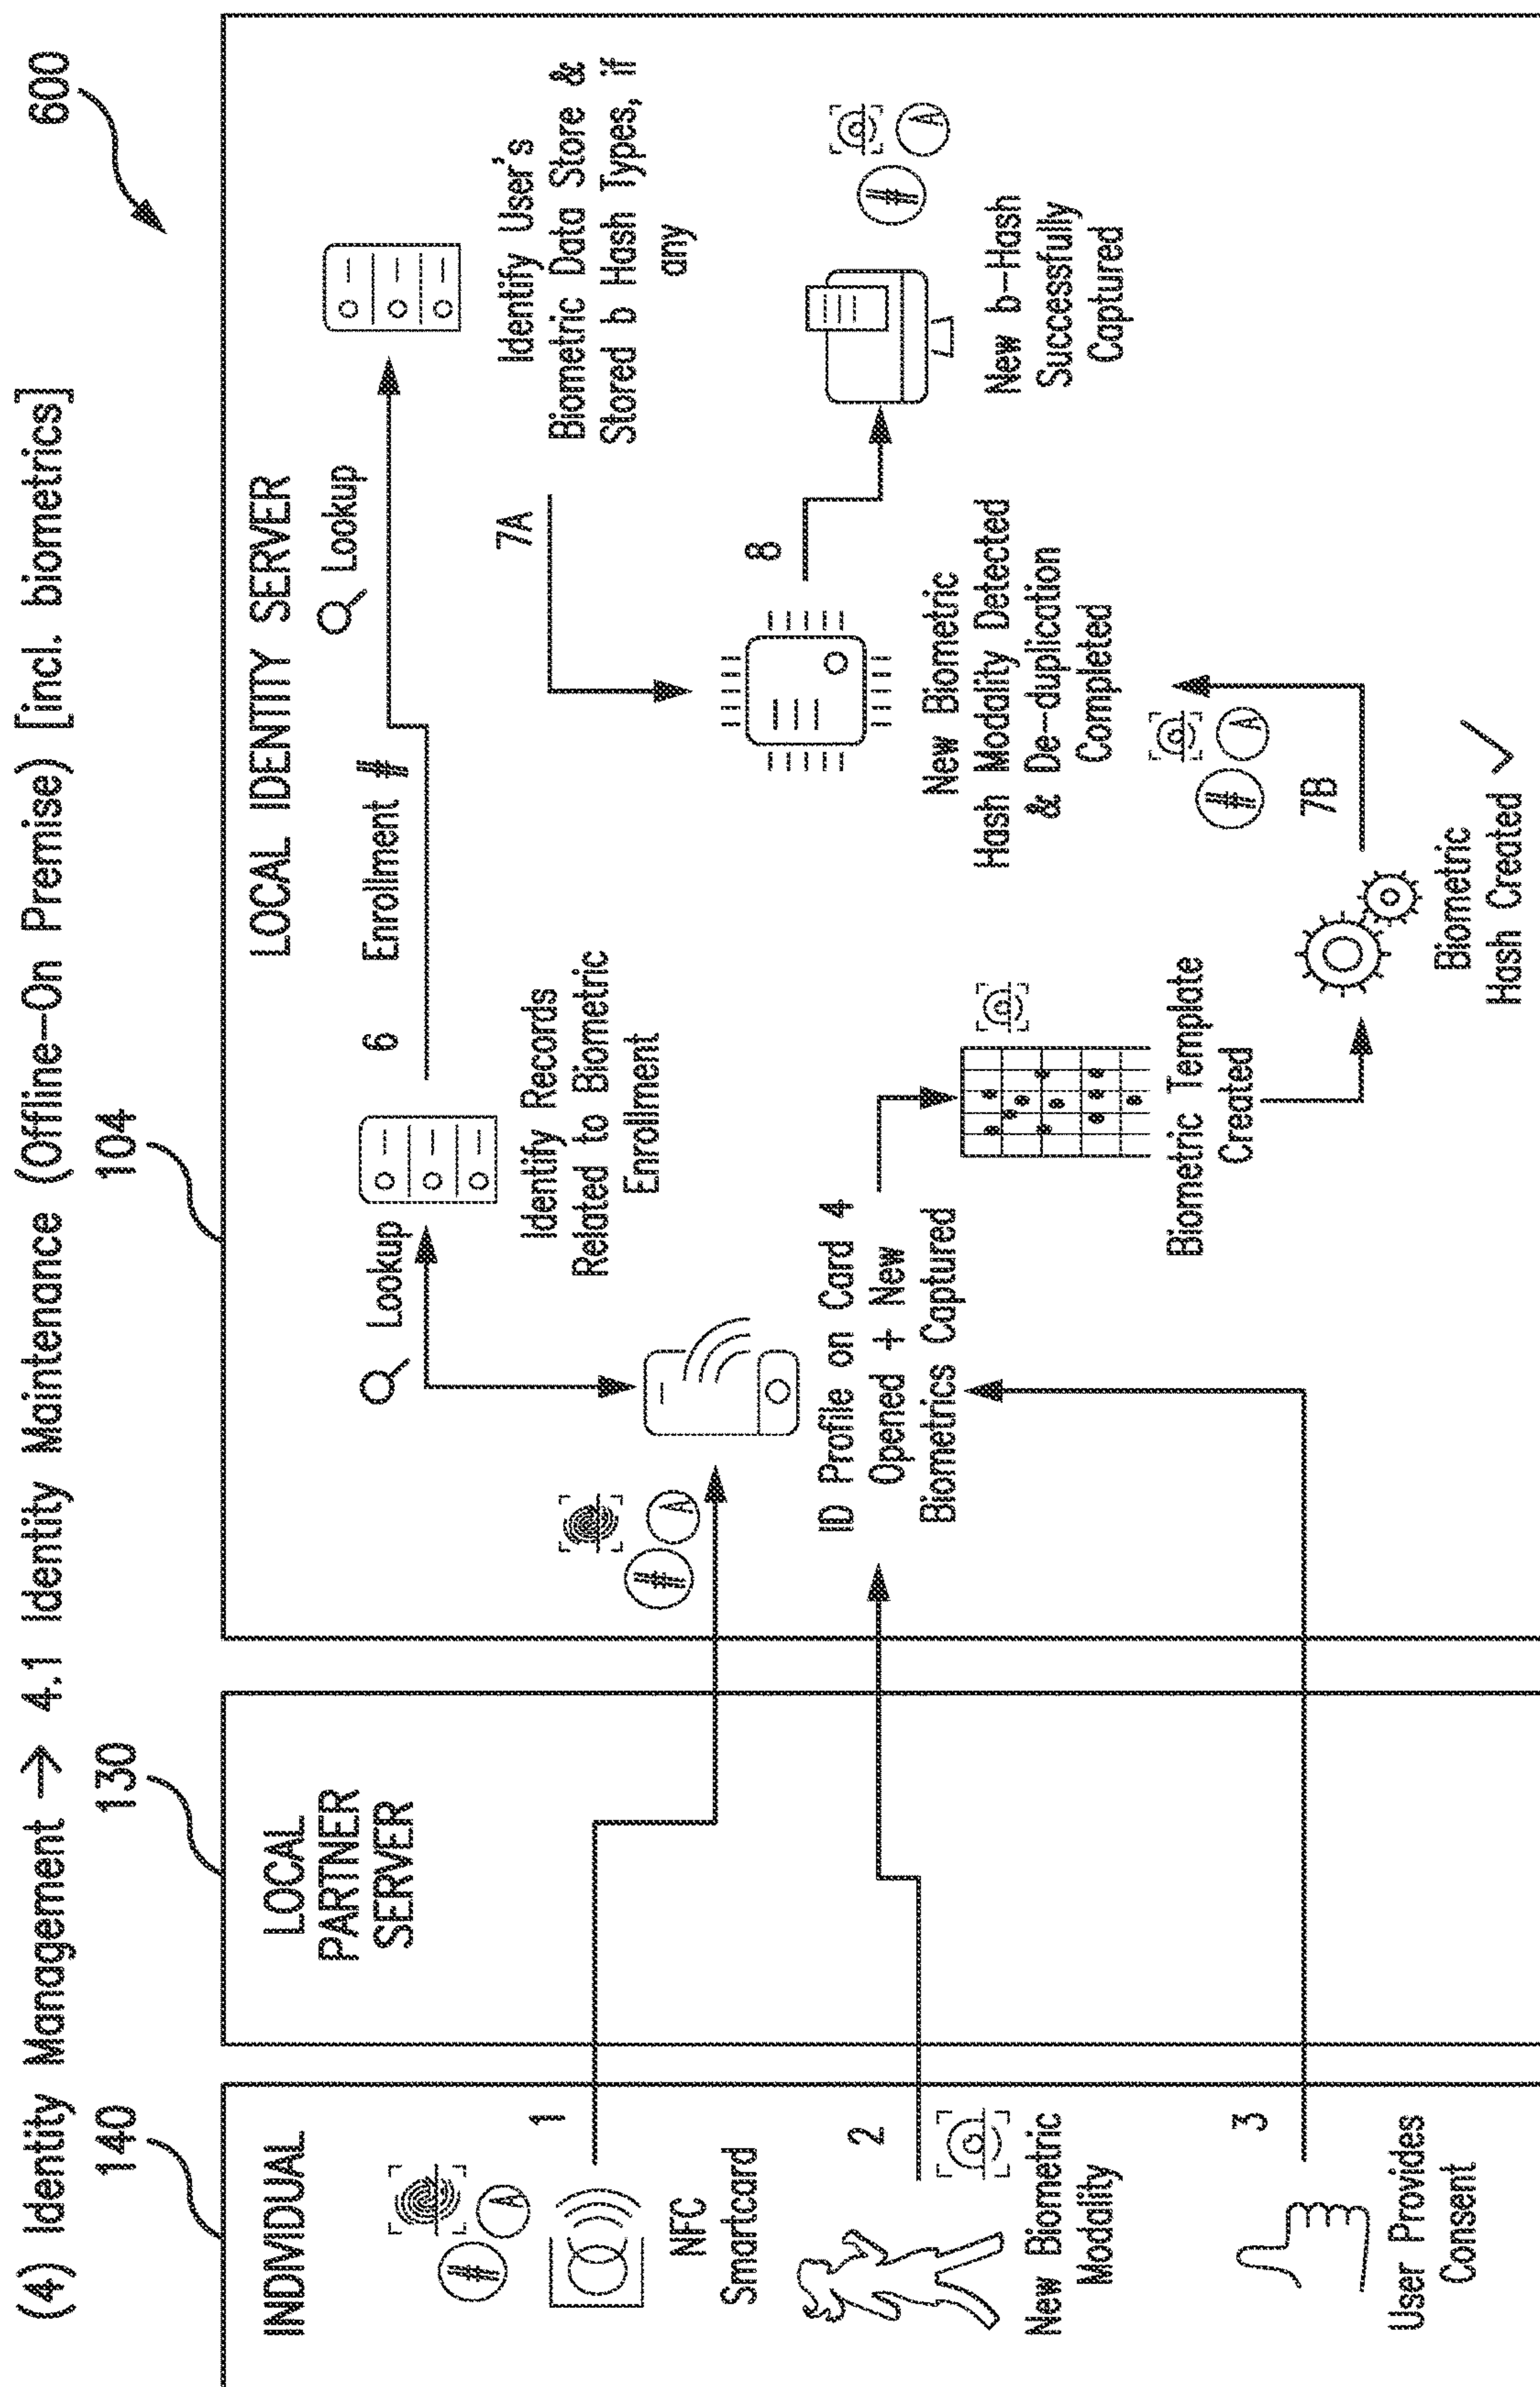 (4) Identity Management → 4.1 Identity Maintenance (Offline-On Premise) [incl. biometrics]
600
140
130
104
INDIVIDUAL
#
A
1
NFC
Smartcard
2
New Biometric
Modality
3
User Provides
Consent
LOCAL
PARTNER
SERVER
LOCAL IDENTITY SERVER
Lookup
#
A
ID Profile on Card 4
Opened + New
Biometrics Captured
Identify Records
Related to Biometric
Enrollment
6 Enrollment #
Lookup
Identify User's
Biometric Data Store &
Stored b Hash Types, if
any
7A
New Biometric
Hash Modality Detected
& De-duplication
Completed
8
#
A
New b-Hash
Successfully
Captured
Biometric Template
Created
#
A
7B
Biometric
Hash Created ✓